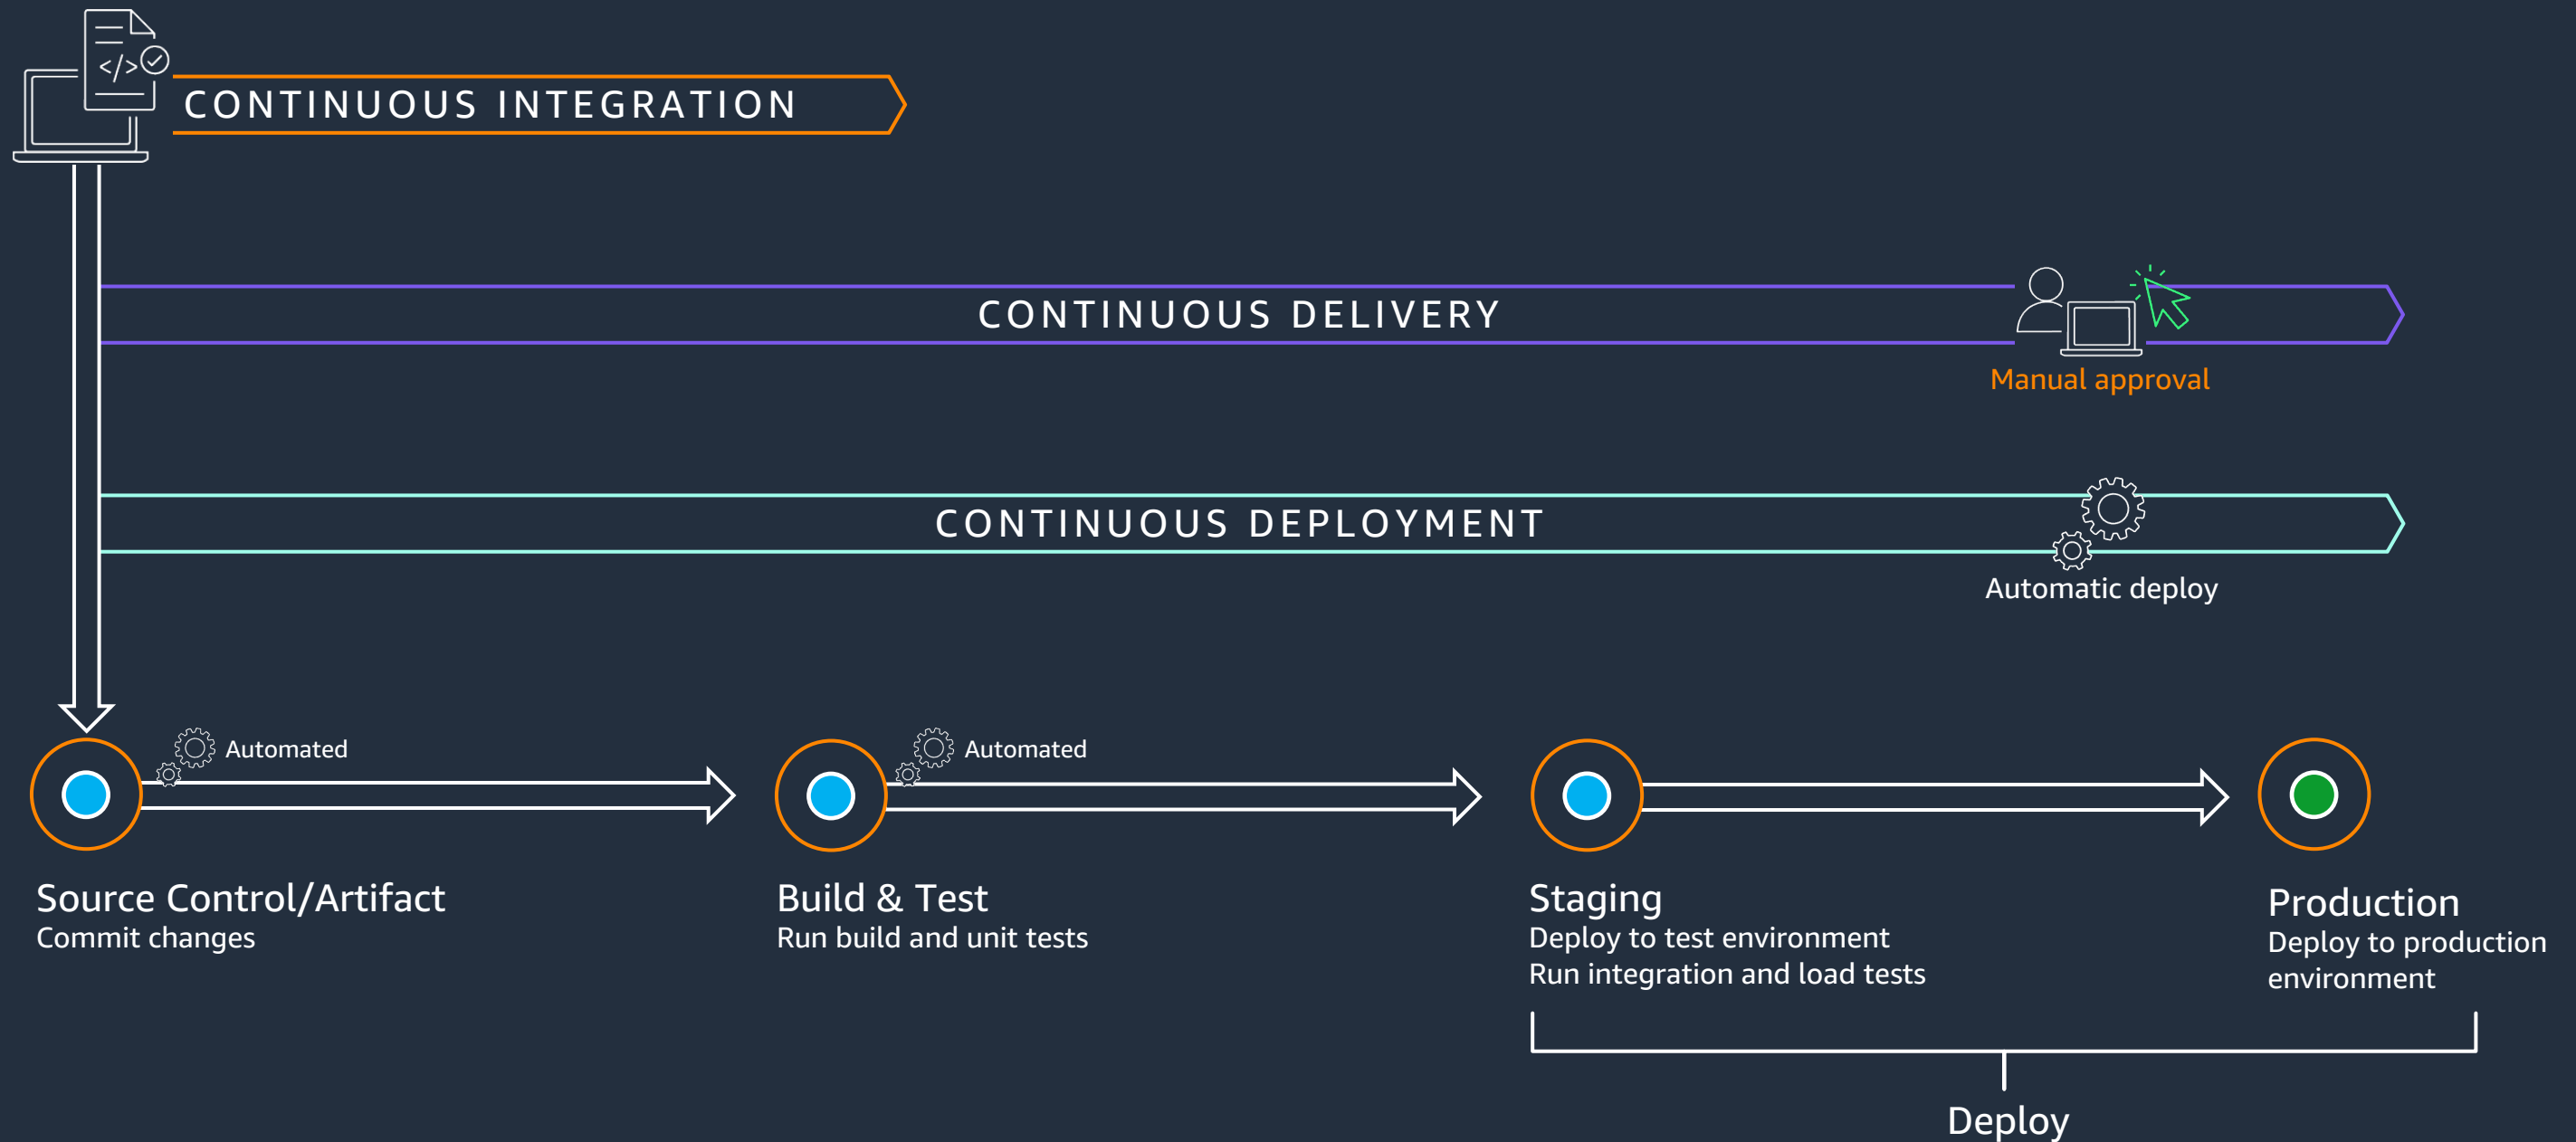 </>
CONTINUOUS INTEGRATION
CONTINUOUS DELIVERY
Manual approval
CONTINUOUS DEPLOYMENT
Automatic deploy
Automated
Automated
Source Control/Artifact
Commit changes
Build & Test
Run build and unit tests
Staging
Deploy to test environment
Run integration and load tests
Production
Deploy to production
environment
Deploy